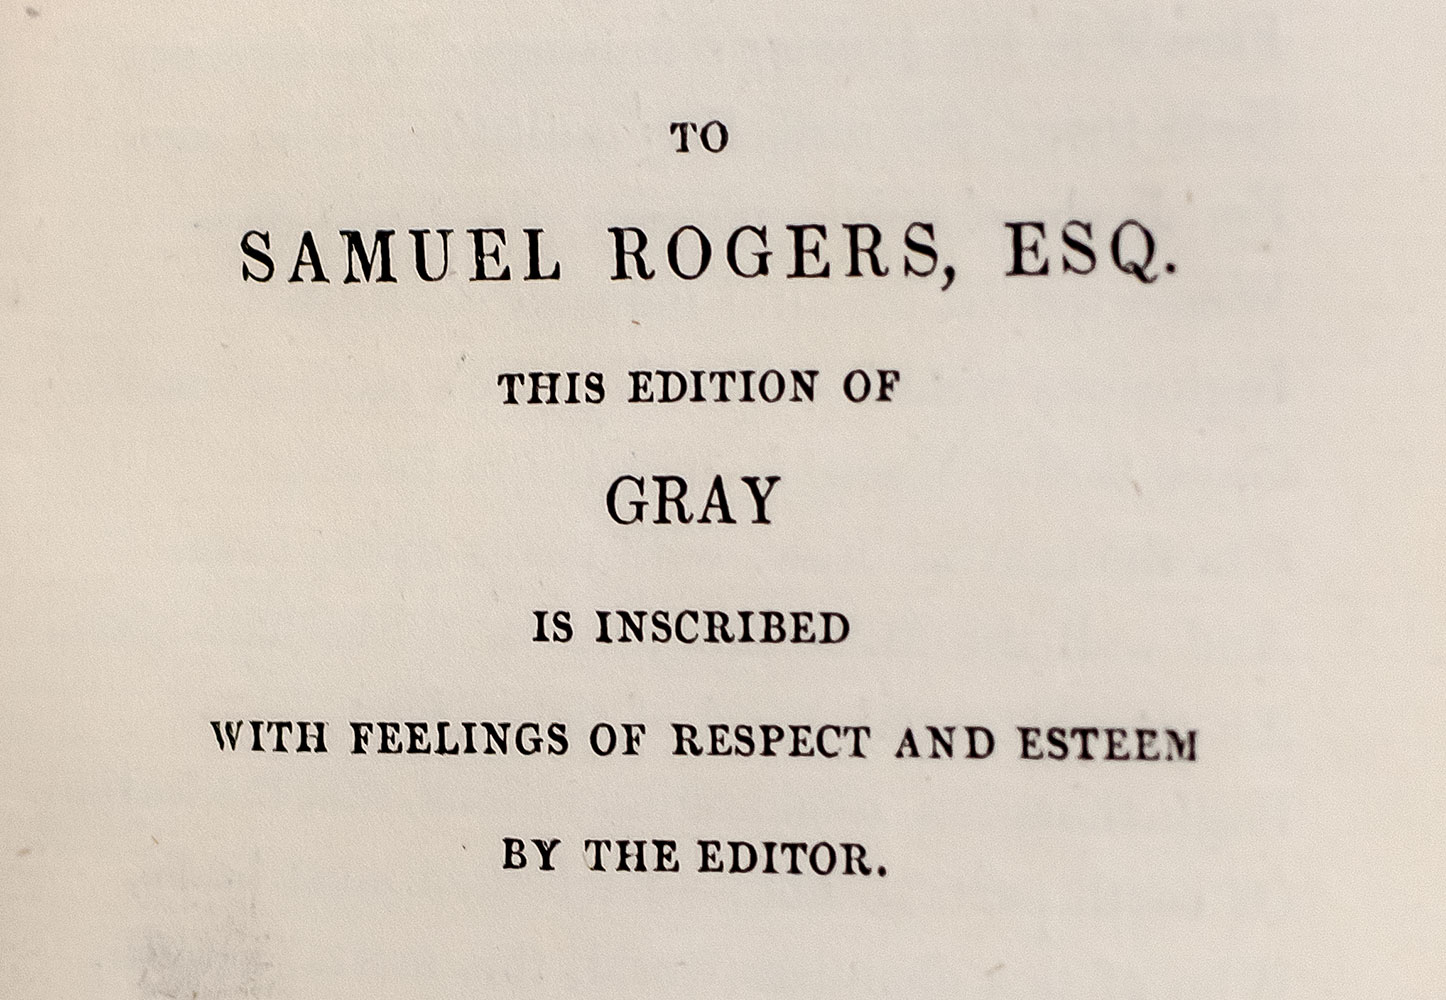 TO
SAMUEL ROGERS, ESQ.
THIS EDITION OF
GRAY
IS INSCRIBED
WITH FEELINGS OF RESPECT AND ESTEEM
BY THE EDITOR.